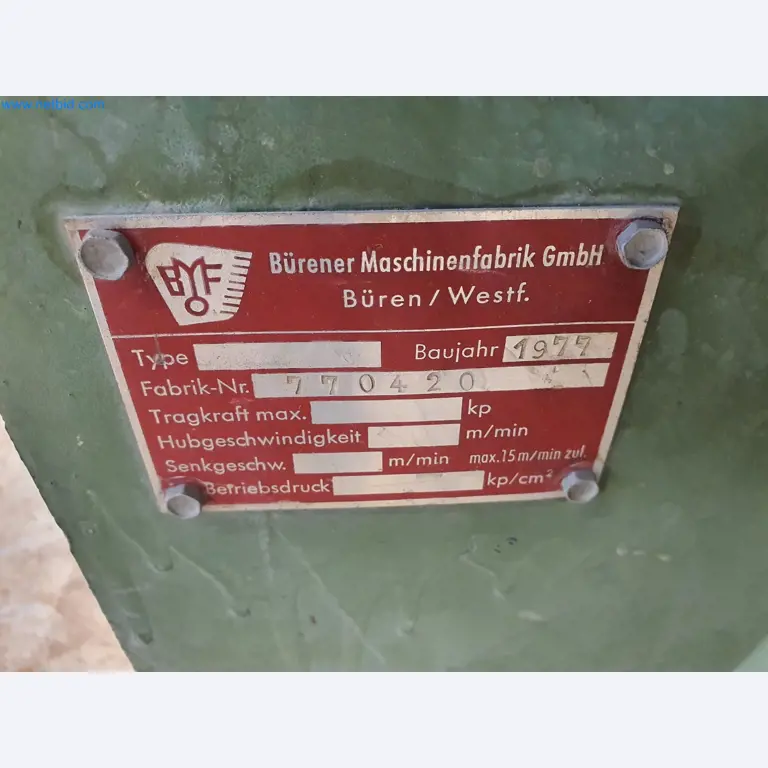 www.netbid.com
BMF
Bürener Maschinenfabrik GmbH
Büren / Westf.
Type Baujahr 1977
Fabrik-Nr. 770420
Tragkraft max. kp
Hubgeschwindigkeit m/min
Senkgeschw. m/min max. 15 m/min zul.
Betriebsdruck kp/cm²